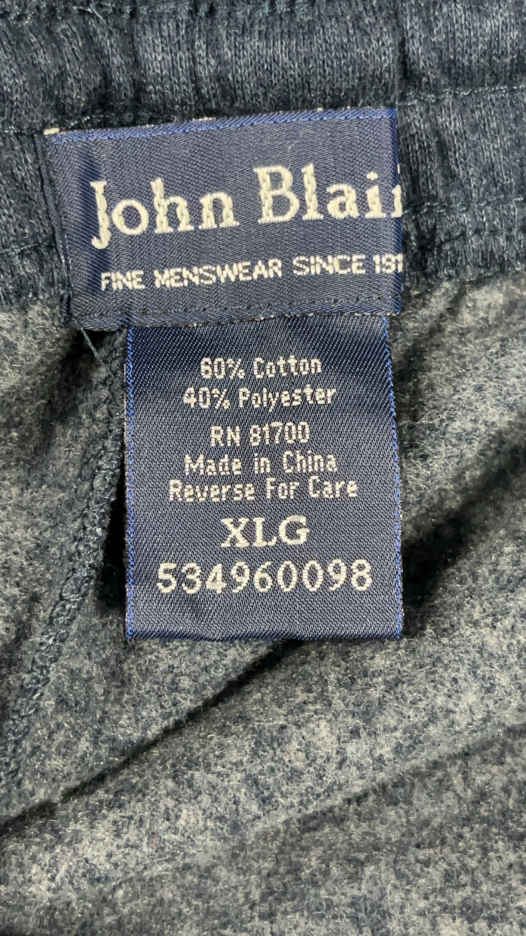 John Blai
FINE MENSWEAR SINCE 191
60% Cotton
40% Polyester
RN 81700
Made in China
Reverse For Care
XLG
534960098